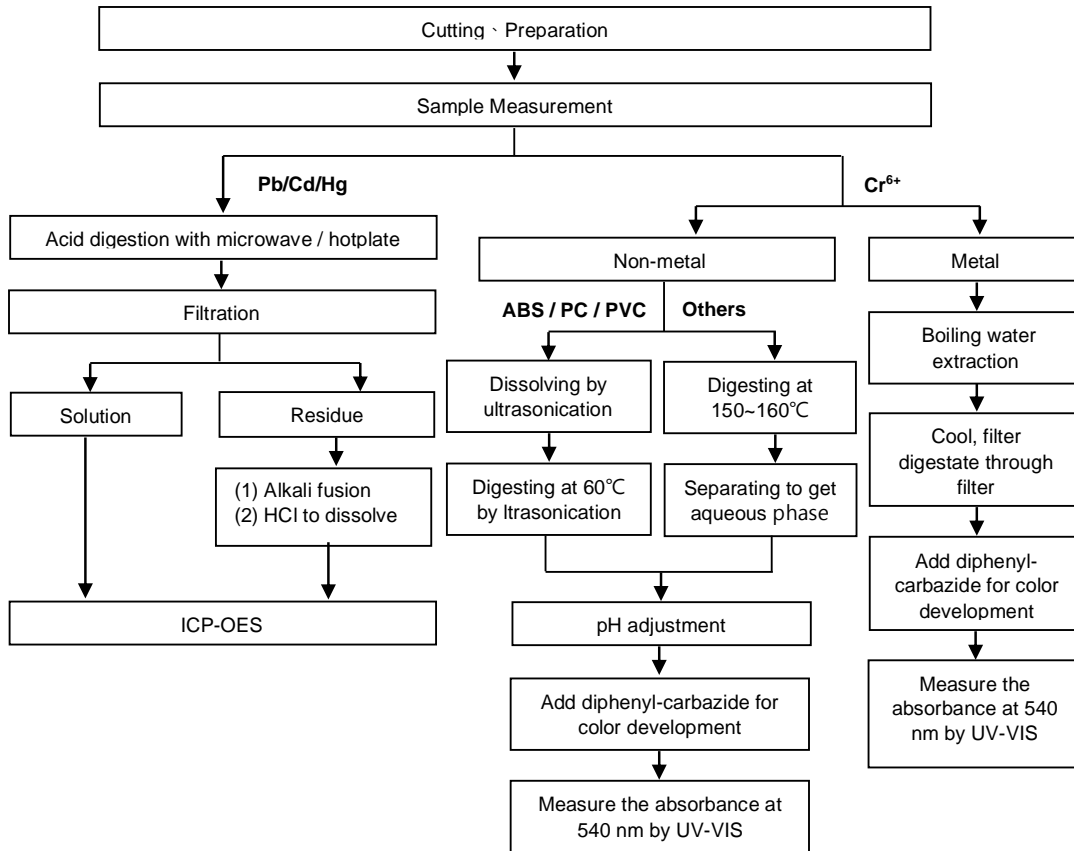 Cutting、Preparation
Sample Measurement
Pb/Cd/Hg
Cr6+
Acid digestion with microwave / hotplate
Non-metal
Metal
Filtration
ABS / PC / PVC
Others
Boiling water
extraction
Dissolving by
ultrasonication
Digesting at
150~160℃
Solution
Residue
Cool, filter
digestate through
filter
(1) Alkali fusion
(2) HCl to dissolve
Digesting at 60℃
by ltrasonication
Separating to get
aqueous phase
Add diphenyl-
carbazide for color
development
ICP-OES
pH adjustment
Measure the
absorbance at 540
nm by UV-VIS
Add diphenyl-carbazide for
color development
Measure the absorbance at
540 nm by UV-VIS